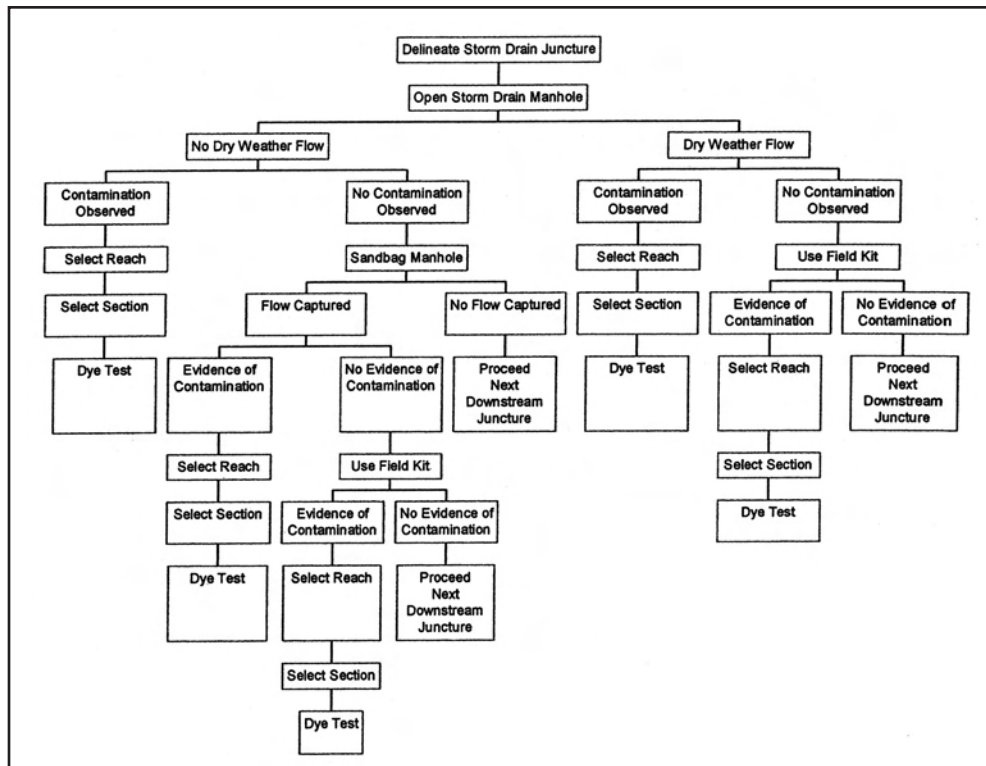 Delineate Storm Drain Juncture
Open Storm Drain Manhole
No Dry Weather Flow
Dry Weather Flow
Contamination
Observed
No Contamination
Observed
Contamination
Observed
No Contamination
Observed
Select Reach
Sandbag Manhole
Select Reach
Use Field Kit
Select Section
Flow Captured
No Flow Captured
Select Section
Evidence of
Contamination
No Evidence of
Contamination
Dye Test
Evidence of
Contamination
No Evidence of
Contamination
Proceed
Next
Downstream
Juncture
Dye Test
Select Reach
Proceed
Next
Downstream
Juncture
Select Reach
Use Field Kit
Select Section
Select Section
Evidence of
Contamination
No Evidence of
Contamination
Dye Test
Dye Test
Select Reach
Proceed
Next
Downstream
Juncture
Select Section
Dye Test